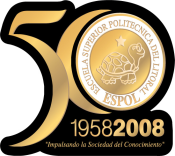 50
ESCUELA SUPERIOR POLITECNICA DEL LITORAL
ESPOL
19582008
"Impulsando la Sociedad del Conocimiento"